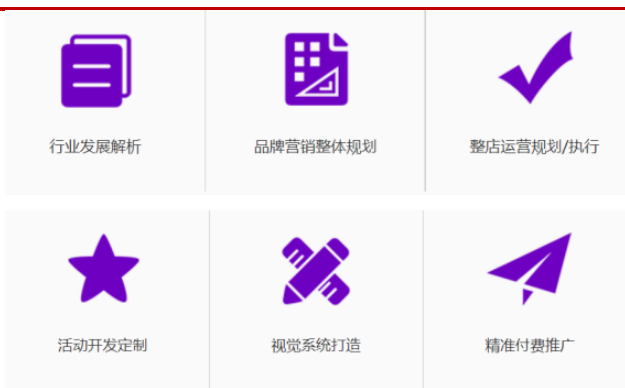 行业发展解析
品牌营销整体规划
整店运营规划/执行
活动开发定制
视觉系统打造
精准付费推广